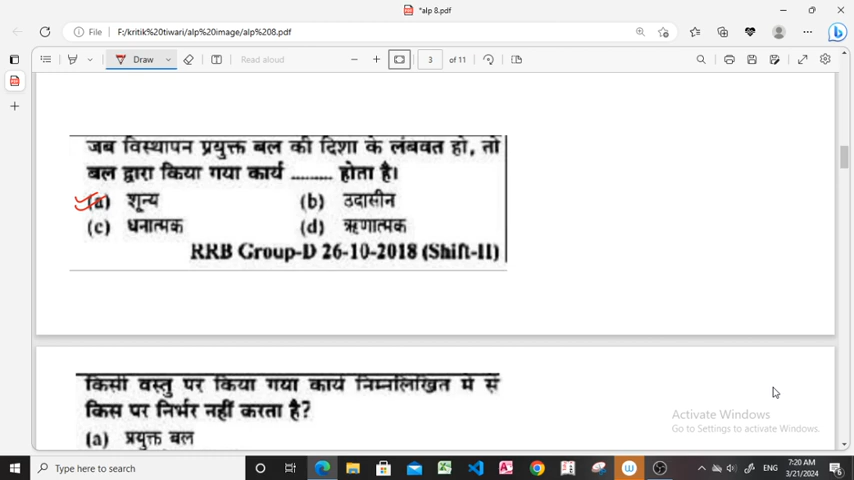 *alp 8.pdf
File
F:/kritik%20tiwari/alp%20image/alp%208.pdf
Draw
Read aloud
3 of 11
जब विस्थापन प्रयुक्त बल की दिशा के लंबवत हो, तो
बल द्वारा किया गया कार्य ......... होता है।
(a) शून्य (b) उदासीन
(c) धनात्मक (d) ऋणात्मक
RRB Group-D 26-10-2018 (Shift-II)
किसी वस्तु पर किया गया कार्य निम्नलिखित में से
किस पर निर्भर नहीं करता है?
(a) प्रयुक्त बल
Activate Windows
Go to Settings to activate Windows.
Type here to search
ENG
7:20 AM
3/21/2024